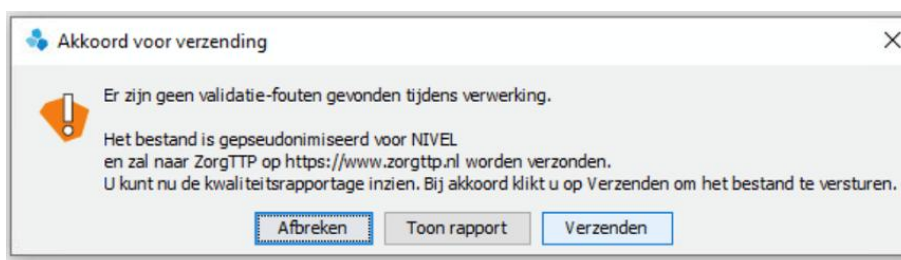 Akkoord voor verzending
Er zijn geen validatie-fouten gevonden tijdens verwerking.
Het bestand is gepseudonimiseerd voor NIVEL
en zal naar ZorgTTP op https://www.zorgttp.nl worden verzonden.
U kunt nu de kwaliteitsrapportage inzien. Bij akkoord klikt u op Verzenden om het bestand te versturen.
Afbreken Toon rapport Verzenden